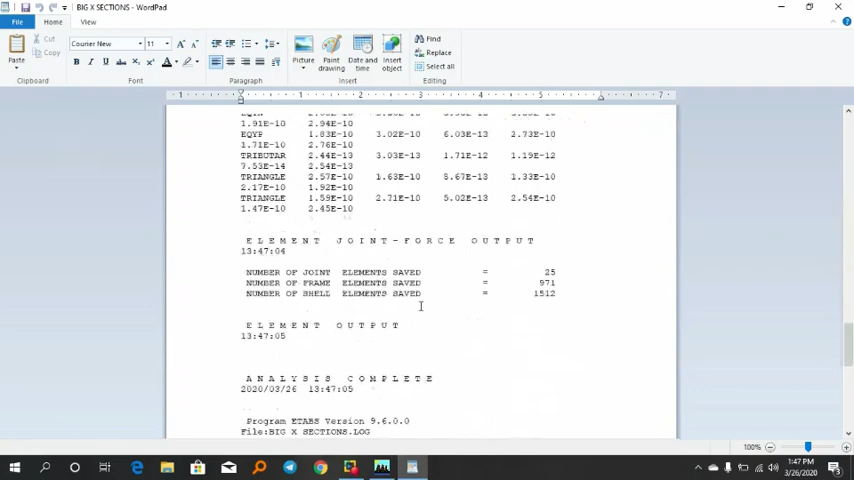 BIG X SECTIONS - WordPad
File
Home
View
Cut
Copy
Paste
Clipboard
Courier New
11
Font
Paragraph
Picture
Paint drawing
Date and time
Insert object
Insert
Find
Replace
Select all
Editing
1 1 2 3 4 5 7
1.91E-10 2.94E-10
EQYP 1.83E-10 3.02E-10 6.03E-13 2.73E-10
1.71E-10 2.76E-10
TRIBUTAR 2.44E-13 3.03E-13 1.71E-12 1.19E-12
7.53E-14 2.54E-13
TRIANGLE 2.57E-10 1.63E-10 8.67E-13 1.33E-10
2.17E-10 1.92E-10
TRIANGLE 1.59E-10 2.71E-10 5.02E-13 2.54E-10
1.47E-10 2.45E-10
E L E M E N T J O I N T - F O R C E O U T P U T
13:47:04
NUMBER OF JOINT ELEMENTS SAVED = 25
NUMBER OF FRAME ELEMENTS SAVED = 971
NUMBER OF SHELL ELEMENTS SAVED = 1512
E L E M E N T O U T P U T
13:47:05
A N A L Y S I S C O M P L E T E
2020/03/26 13:47:05
Program ETABS Version 9.6.0.0
File:BIG X SECTIONS.LOG
100%
1:47 PM
3/26/2020